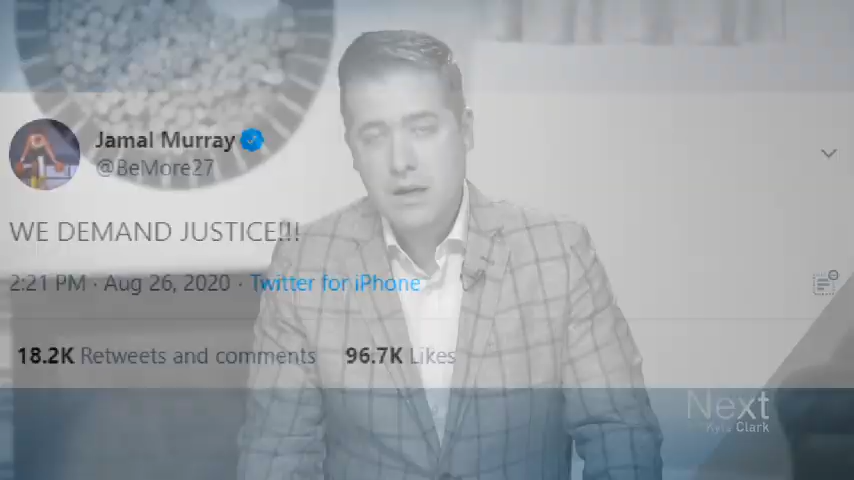 Jamal Murray
@BeMore27
WE DEMAND JUSTICE!!!
2:21 PM · Aug 26, 2020 · Twitter for iPhone
18.2K Retweets and comments 96.7K Likes
Next
Kyle Clark